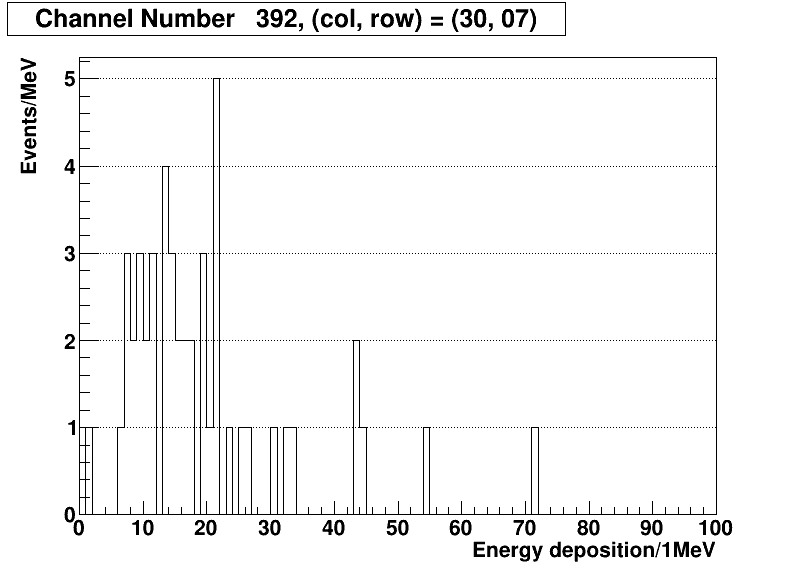 Channel Number 392, (col, row) = (30, 07)
Events/MeV
5
4
3
2
1
0
0 10 20 30 40 50 60 70 80 90 100
Energy deposition/1MeV